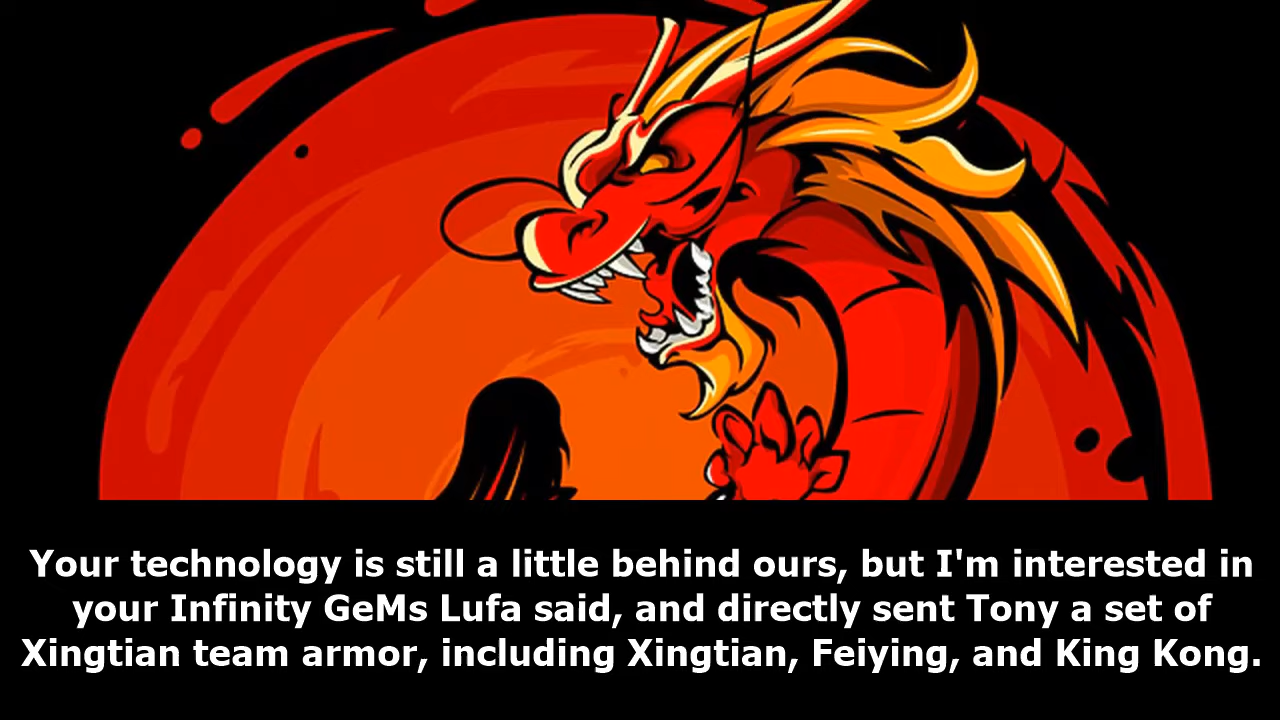 Your technology is still a little behind ours, but I'm interested in
your Infinity GeMs Lufa said, and directly sent Tony a set of
Xingtian team armor, including Xingtian, Feiying, and King Kong.